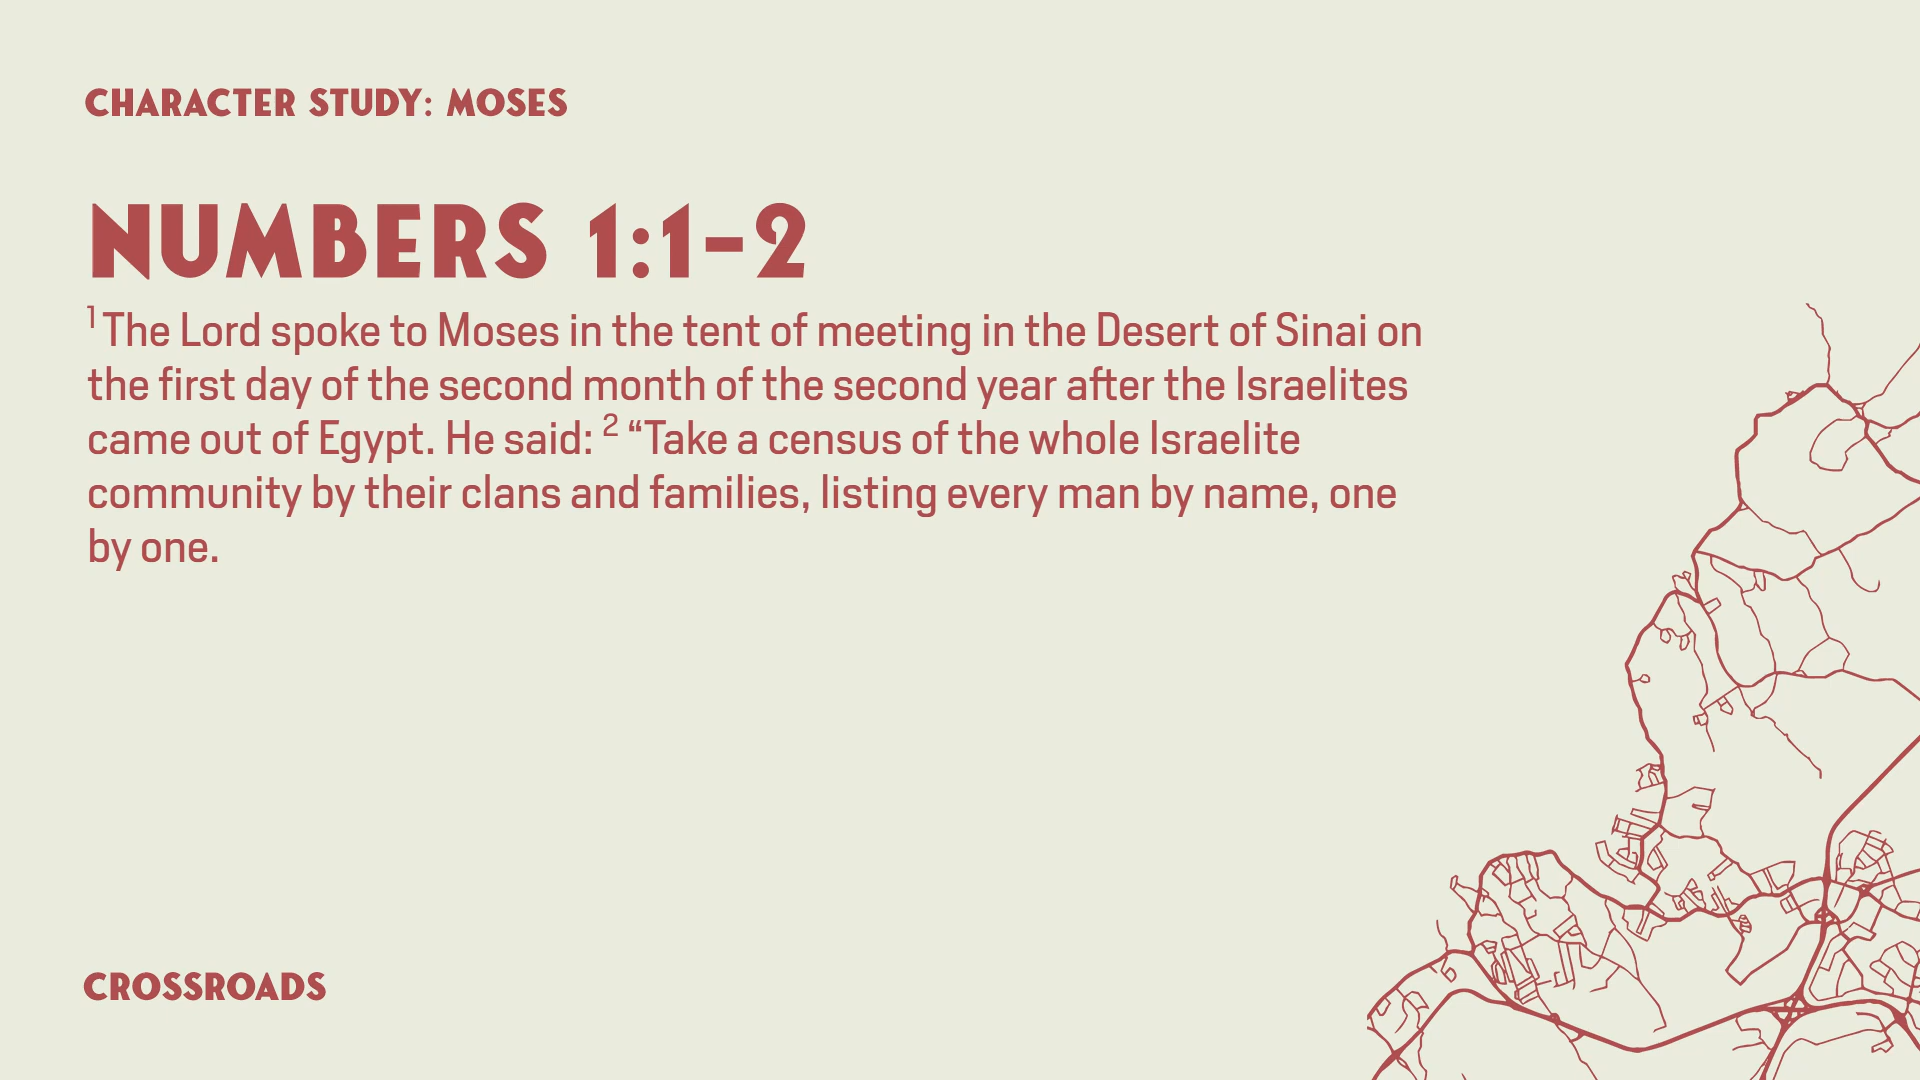 CHARACTER STUDY: MOSES
NUMBERS 1:1–2
1 The Lord spoke to Moses in the tent of meeting in the Desert of Sinai on
the first day of the second month of the second year after the Israelites
came out of Egypt. He said: 2 “Take a census of the whole Israelite
community by their clans and families, listing every man by name, one
by one.
CROSSROADS